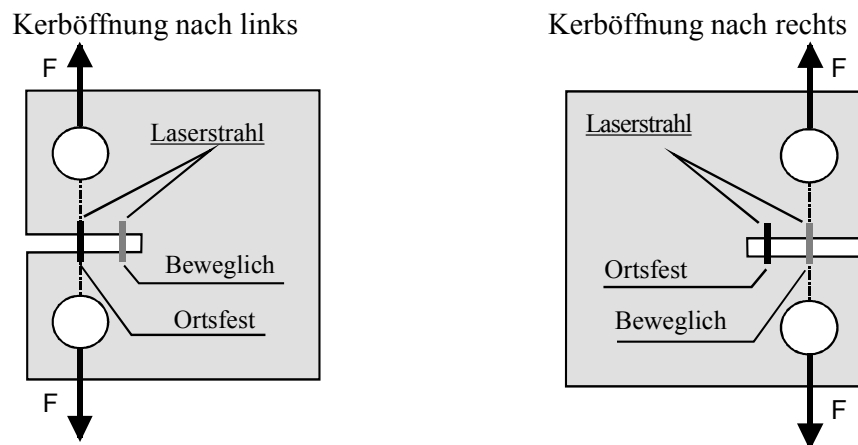 Kerböffnung nach links
F
Laserstrahl
Beweglich
Ortsfest
F
Kerböffnung nach rechts
F
Laserstrahl
Ortsfest
Beweglich
F